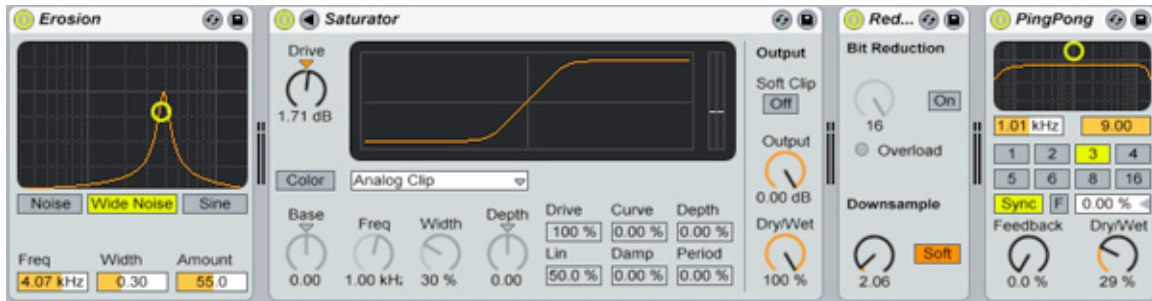 Erosion
Noise Wide Noise Sine
Freq Width Amount
4.07 kHz 0.30 55.0
Saturator
Drive
1.71 dB
Color Analog Clip
Base Freq Width Depth
0.00 1.00 kHz 30 % 0.00
Drive Curve Depth
100 % 0.00 % 0.00 %
Lin Damp Period
50.0 % 0.00 % 0.00 %
Output
Soft Clip
Off
Output
0.00 dB
Dry/Wet
100 %
Red...
Bit Reduction
On
16
Overload
Downsample
Soft
2.06
PingPong
1.01 kHz 9.00
1 2 3 4
5 6 8 16
Sync F 0.00 %
Feedback Dry/Wet
0.0 % 29 %